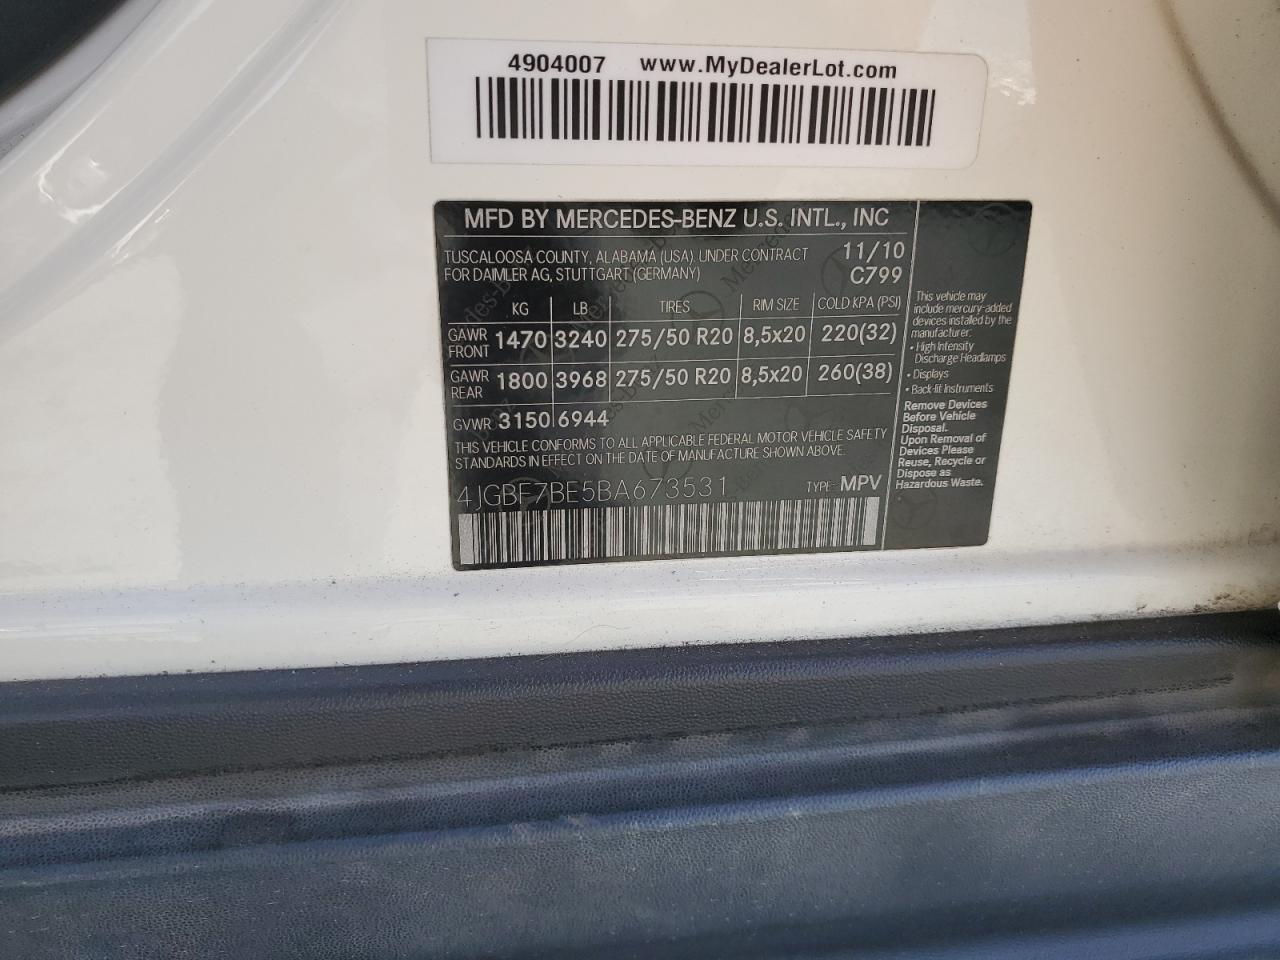 4904007 www.MyDealerLot.com
MFD BY MERCEDES-BENZ U.S. INTL., INC
TUSCALOOSA COUNTY, ALABAMA (USA) UNDER CONTRACT 11/10
FOR DAIMLER AG, STUTTGART (GERMANY) C799
KG LB TIRES RIM SIZE COLD KPA (PSI)
GAWR FRONT 1470 3240 275/50 R20 8,5x20 220(32)
GAWR REAR 1800 3968 275/50 R20 8,5x20 260(38)
GVWR 3150 6944
THIS VEHICLE CONFORMS TO ALL APPLICABLE FEDERAL MOTOR VEHICLE SAFETY
STANDARDS IN EFFECT ON THE DATE OF MANUFACTURE SHOWN ABOVE.
4JGBF7BE5BA673531 TYPE: MPV
This vehicle may
include mercury-added
devices installed by the
manufacturer:
• High Intensity
Discharge Headlamps
• Displays
• Back-lit Instruments
Remove Devices
Before Vehicle
Disposal.
Upon Removal of
Devices Please
Reuse, Recycle or
Dispose as
Hazardous Waste.